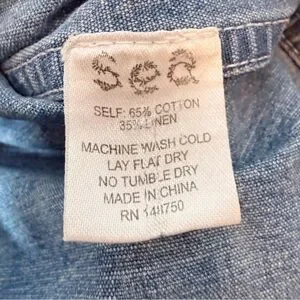 sea
SELF: 65% COTTON
35% LINEN
MACHINE WASH COLD
LAY FLAT DRY
NO TUMBLE DRY
MADE IN CHINA
RN 148750